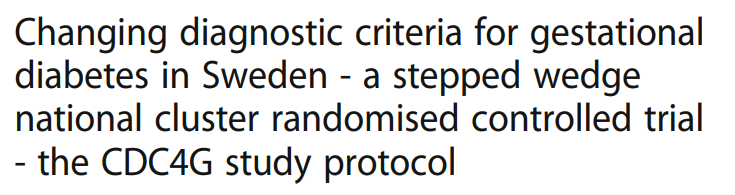 Changing diagnostic criteria for gestational
diabetes in Sweden - a stepped wedge
national cluster randomised controlled trial
- the CDC4G study protocol